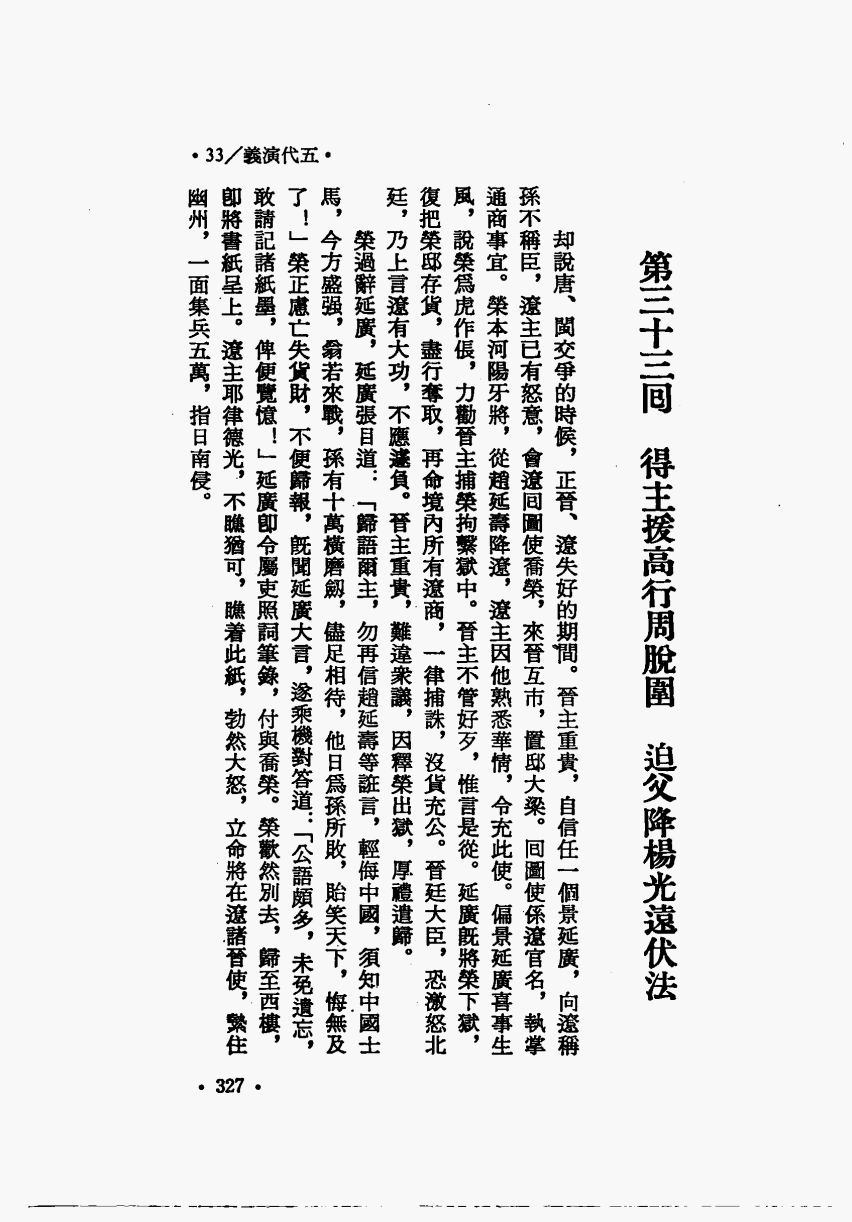 •33/義演代五•
第三十三囘　得主援高行周脫圍　迫父降楊光遠伏法
却說唐、閩交爭的時候，正晉、遼失好的期間。晉主重貴，自信任一個景延廣，向遼稱
孫不稱臣，遼主已有怒意，會遼囘圖使喬榮，來晉互市，置邸大梁。囘圖使係遼官名，執掌
通商事宜。榮本河陽牙將，從趙延壽降遼，遼主因他熟悉華情，令充此使。偏景延廣喜事生
風，說榮爲虎作倀，力勸晉主捕榮拘繫獄中。晉主不管好歹，惟言是從。延廣旣將榮下獄，
復把榮邸存貨，盡行奪取，再命境內所有遼商，一律捕誅，沒貨充公。晉廷大臣，恐激怒北
廷，乃上言遼有大功，不應遽負。晉主重貴，難違衆議，因釋榮出獄，厚禮遣歸。
榮過辭延廣，延廣張目道：「歸語爾主，勿再信趙延壽等誑言，輕侮中國，須知中國士
馬，今方盛强，翁若來戰，孫有十萬橫磨劔，儘足相待，他日爲孫所敗，貽笑天下，悔無及
了！」榮正慮亡失貨財，不便歸報，旣聞延廣大言，遂乘機對答道：「公語頗多，未免遺忘，
敢請記諸紙墨，俾便覽憶！」延廣卽令屬吏照詞筆錄，付與喬榮。榮歡然別去，歸至西樓，
卽將書紙呈上。遼主耶律德光，不瞧猶可，瞧着此紙，勃然大怒，立命將在遼諸晉使，縶住
幽州，一面集兵五萬，指日南侵。
•327•